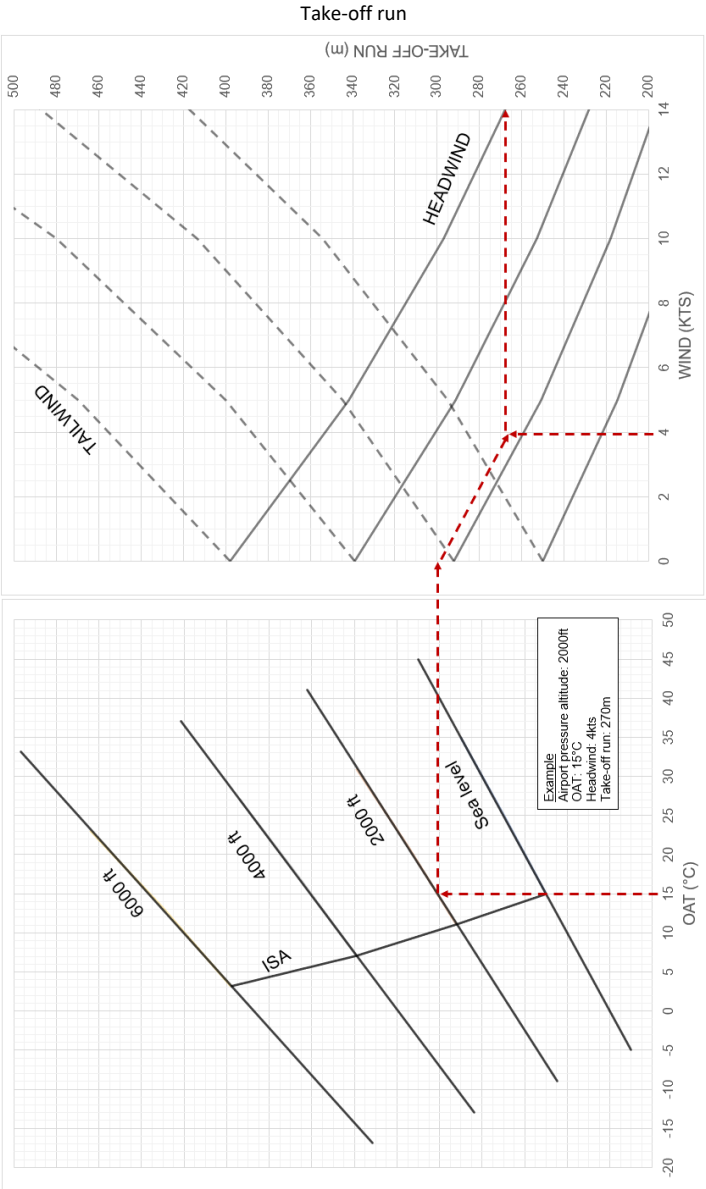 Take-off run
TAKE-OFF RUN (m)
500
480
460
440
420
400
380
360
340
320
300
280
260
240
220
200
TAILWIND
HEADWIND
0
2
4
6
8
10
12
14
WIND (KTS)
6000 ft
4000 ft
2000 ft
Sea level
ISA
Example
Airport pressure altitude: 2000ft
OAT: 15°C
Headwind: 4kts
Take-off run: 270m
-20
-15
-10
-5
0
5
10
15
20
25
30
35
40
45
50
OAT (°C)